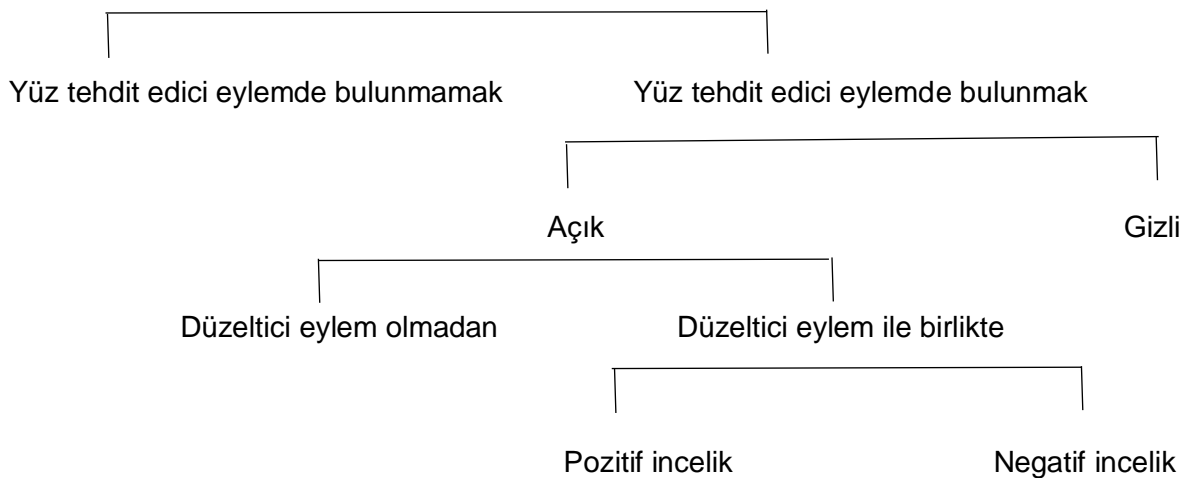 Yüz tehdit edici eylemde bulunmamak Yüz tehdit edici eylemde bulunmak
Açık Gizli
Düzeltici eylem olmadan Düzeltici eylem ile birlikte
Pozitif incelik Negatif incelik